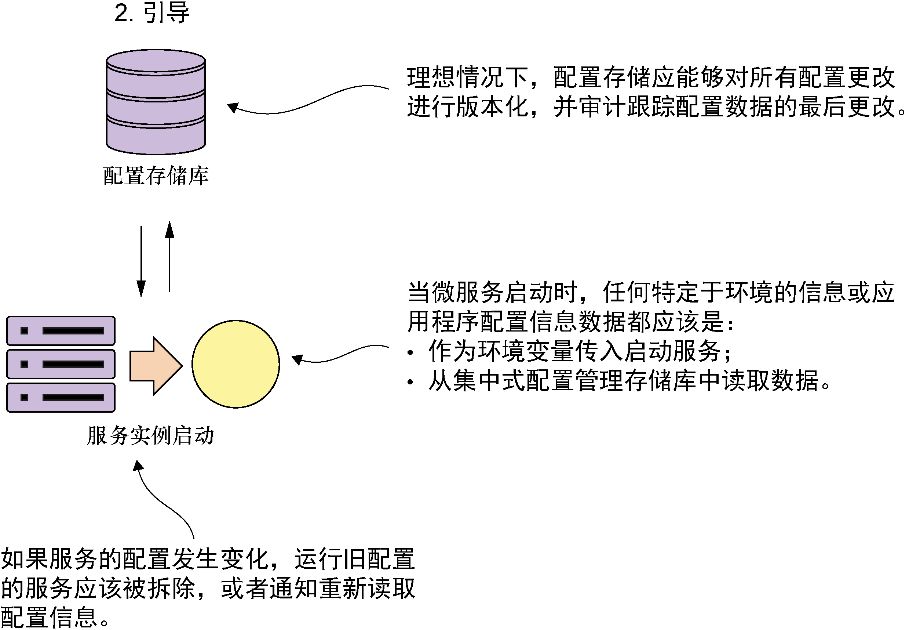 2. 引导
理想情况下，配置存储应能够对所有配置更改
进行版本化，并审计跟踪配置数据的最后更改。
配置存储库
当微服务启动时，任何特定于环境的信息或应
用程序配置信息数据都应该是：
• 作为环境变量传入启动服务；
• 从集中式配置管理存储库中读取数据。
服务实例启动
如果服务的配置发生变化，运行旧配置
的服务应该被拆除，或者通知重新读取
配置信息。